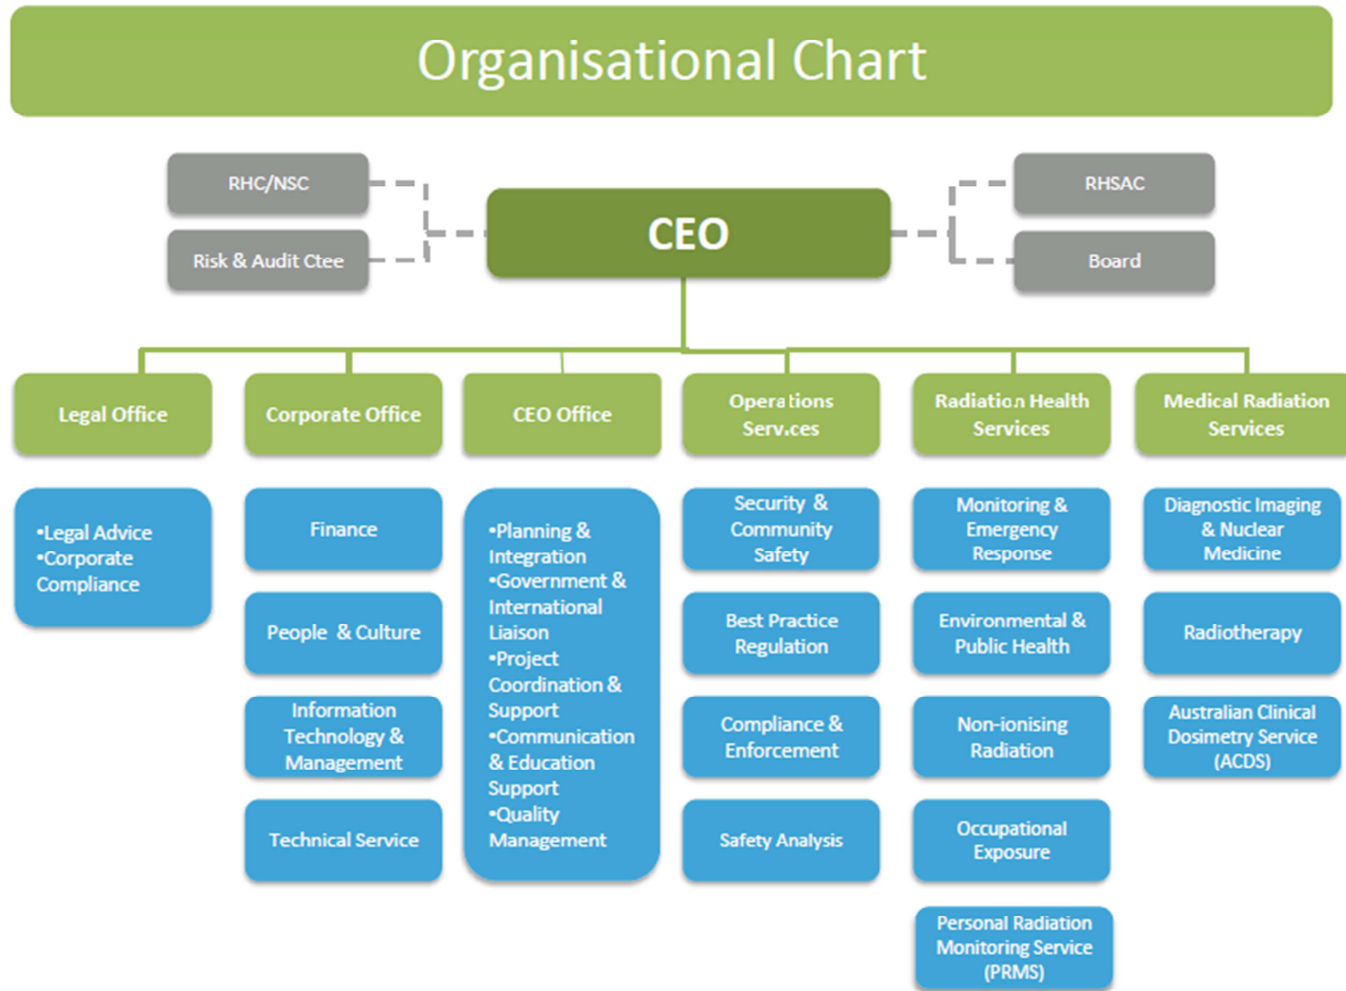 Organisational Chart
RHC/NSC
RHSAC
CEO
Risk & Audit Ctee
Board
Legal Office
Corporate Office
CEO Office
Operations
Services
Radiation Health
Services
Medical Radiation
Services
•Legal Advice
•Corporate
Compliance
Finance
People & Culture
Information
Technology &
Management
Technical Service
•Planning &
Integration
•Government &
International
Liaison
•Project
Coordination &
Support
•Communication
& Education
Support
•Quality
Management
Security &
Community
Safety
Best Practice
Regulation
Compliance &
Enforcement
Safety Analysis
Monitoring &
Emergency
Response
Environmental &
Public Health
Non-ionising
Radiation
Occupational
Exposure
Personal Radiation
Monitoring Service
(PRMS)
Diagnostic Imaging
& Nuclear
Medicine
Radiotherapy
Australian Clinical
Dosimetry Service
(ACDS)